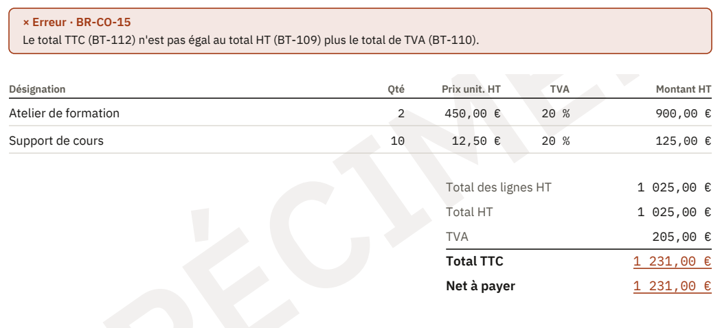 × Erreur · BR-CO-15
Le total TTC (BT-112) n'est pas égal au total HT (BT-109) plus le total de TVA (BT-110).
Désignation Qté Prix unit. HT TVA Montant HT
Atelier de formation 2 450,00 € 20 % 900,00 €
Support de cours 10 12,50 € 20 % 125,00 €
Total des lignes HT 1 025,00 €
Total HT 1 025,00 €
TVA 205,00 €
Total TTC 1 231,00 €
Net à payer 1 231,00 €